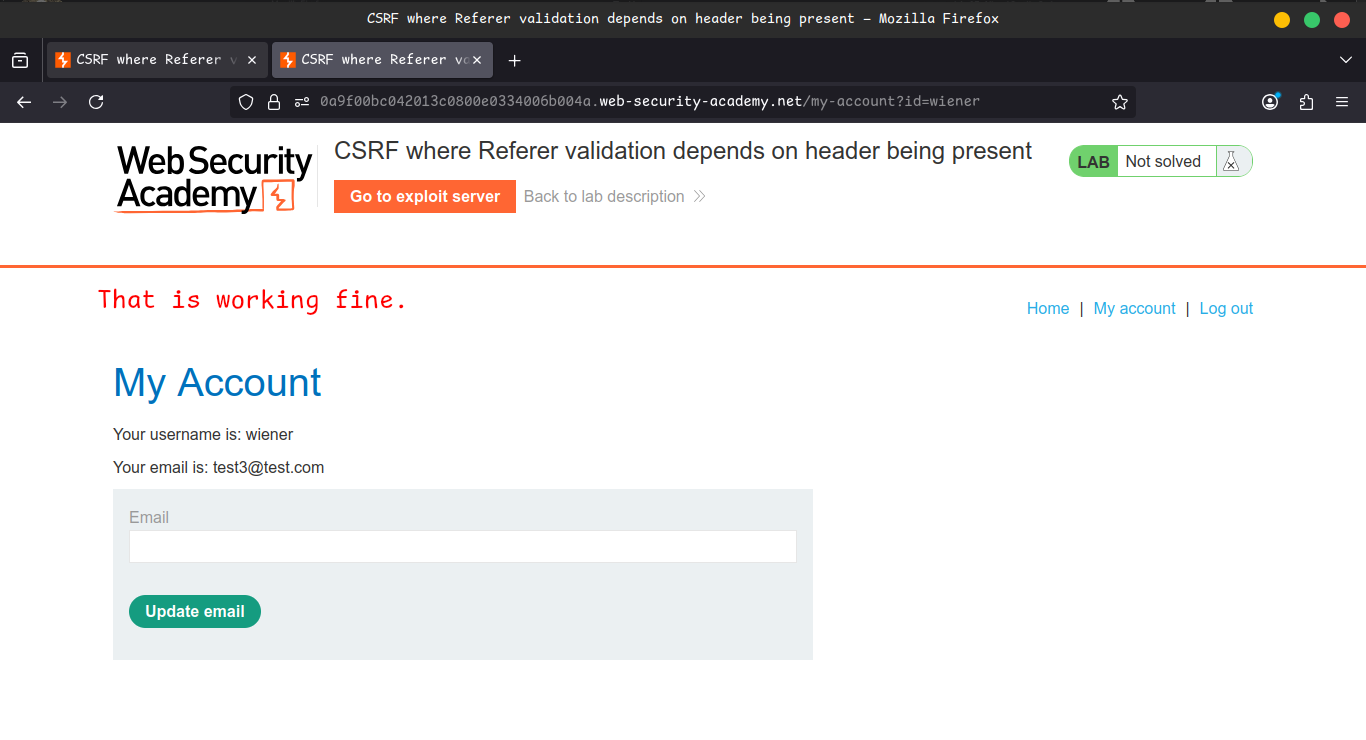 CSRF where Referer validation depends on header being present — Mozilla Firefox
CSRF where Referer v
CSRF where Referer va
0a9f00bc042013c0800e0334006b004a.web-security-academy.net/my-account?id=wiener
Web Security
Academy
CSRF where Referer validation depends on header being present
LAB Not solved
Go to exploit server Back to lab description
That is working fine.
Home | My account | Log out
My Account
Your username is: wiener
Your email is: test3@test.com
Email
Update email